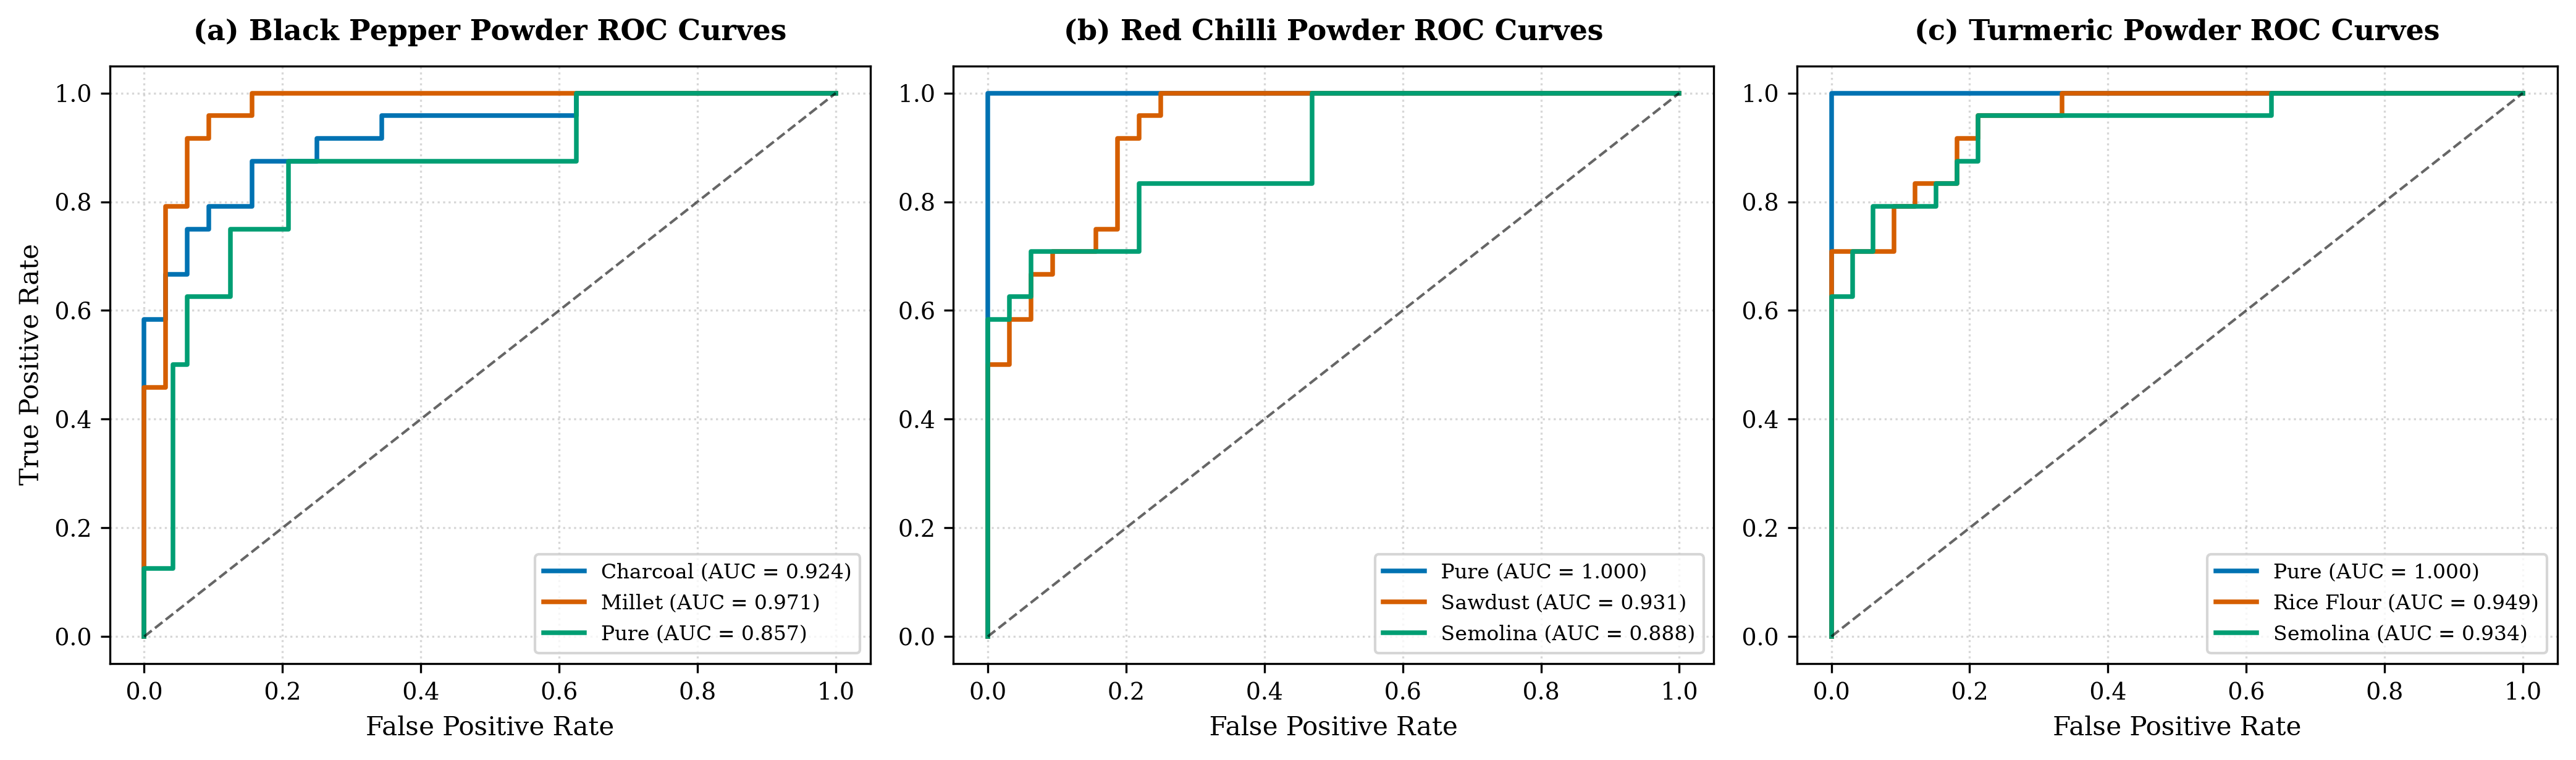 (a) Black Pepper Powder ROC Curves
True Positive Rate
1.0
0.8
0.6
0.4
0.2
0.0
Charcoal (AUC = 0.924)
Millet (AUC = 0.971)
Pure (AUC = 0.857)
0.0 0.2 0.4 0.6 0.8 1.0
False Positive Rate
(b) Red Chilli Powder ROC Curves
1.0
0.8
0.6
0.4
0.2
0.0
Pure (AUC = 1.000)
Sawdust (AUC = 0.931)
Semolina (AUC = 0.888)
0.0 0.2 0.4 0.6 0.8 1.0
False Positive Rate
(c) Turmeric Powder ROC Curves
1.0
0.8
0.6
0.4
0.2
0.0
Pure (AUC = 1.000)
Rice Flour (AUC = 0.949)
Semolina (AUC = 0.934)
0.0 0.2 0.4 0.6 0.8 1.0
False Positive Rate